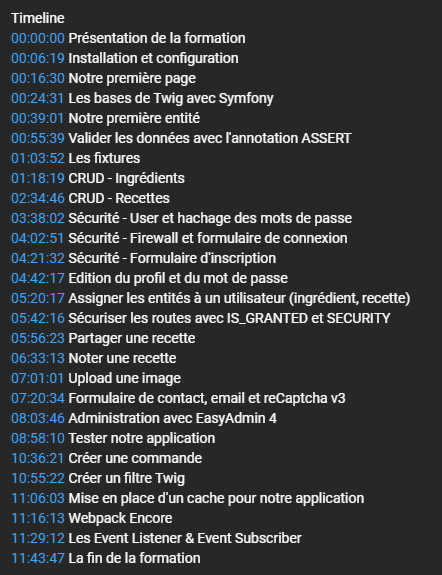 Timeline
00:00:00 Présentation de la formation
00:06:19 Installation et configuration
00:16:30 Notre première page
00:24:31 Les bases de Twig avec Symfony
00:39:01 Notre première entité
00:55:39 Valider les données avec l'annotation ASSERT
01:03:52 Les fixtures
01:18:19 CRUD - Ingrédients
02:34:46 CRUD - Recettes
03:38:02 Sécurité - User et hachage des mots de passe
04:02:51 Sécurité - Firewall et formulaire de connexion
04:21:32 Sécurité - Formulaire d'inscription
04:42:17 Edition du profil et du mot de passe
05:20:17 Assigner les entités à un utilisateur (ingrédient, recette)
05:42:16 Sécuriser les routes avec IS_GRANTED et SECURITY
05:56:23 Partager une recette
06:33:13 Noter une recette
07:01:01 Upload une image
07:20:34 Formulaire de contact, email et reCaptcha v3
08:03:46 Administration avec EasyAdmin 4
08:58:10 Tester notre application
10:36:21 Créer une commande
10:55:22 Créer un filtre Twig
11:06:03 Mise en place d'un cache pour notre application
11:16:13 Webpack Encore
11:29:12 Les Event Listener & Event Subscriber
11:43:47 La fin de la formation